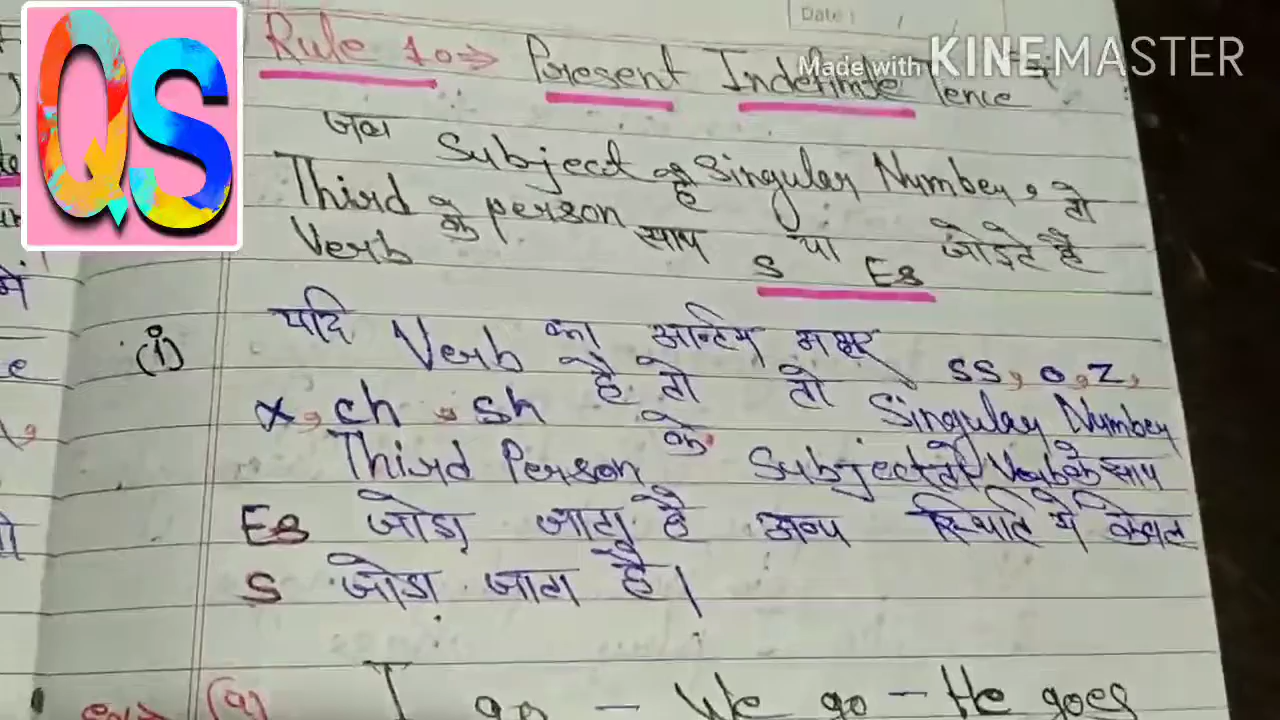 QS
Date :
Made with KINEMASTER
Rule 10⇒ Present Indefinite Tence
जब Subject है Singular Number, तो
Third person
Verb के साथ S या Es जोड़ते हैं
(i) यदि Verb का अन्तिम अक्षर ss, o, z,
x, ch, sh है तो तो Singular Number
Third Person के Subject तो Verb के साथ
Es जोड़ा जाता है अन्य स्थिति में केवल
S जोडा जाता है।
(a) I go – We go – He goes